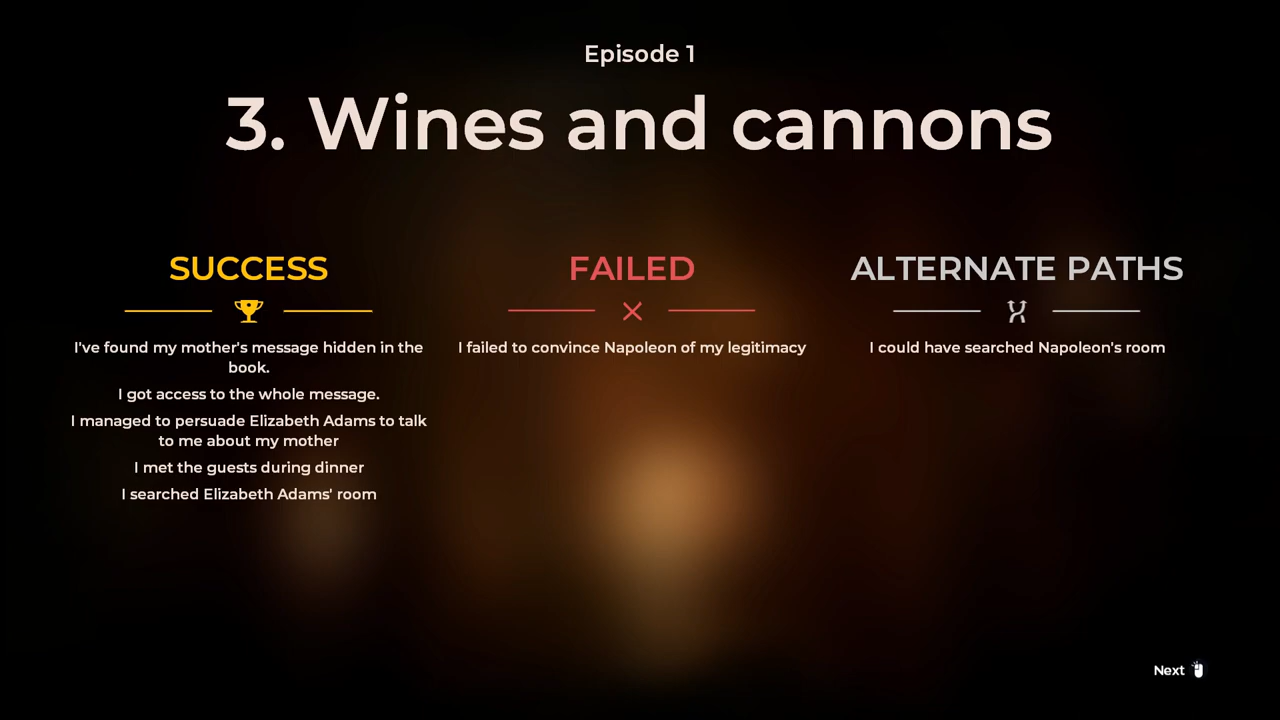 Episode 1
3. Wines and cannons
SUCCESS
I've found my mother's message hidden in the
book.
I got access to the whole message.
I managed to persuade Elizabeth Adams to talk
to me about my mother
I met the guests during dinner
I searched Elizabeth Adams' room
FAILED
I failed to convince Napoleon of my legitimacy
ALTERNATE PATHS
I could have searched Napoleon's room
Next